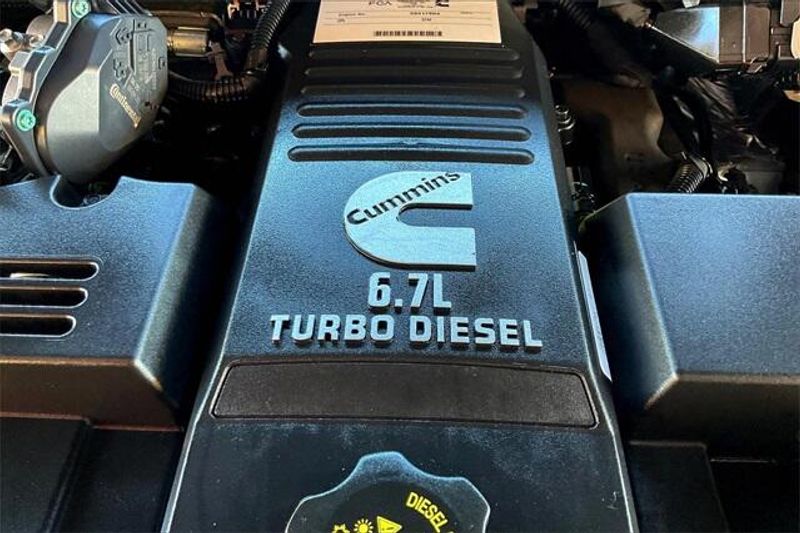 Cummins
6.7L
TURBO DIESEL
DIESEL
Continental